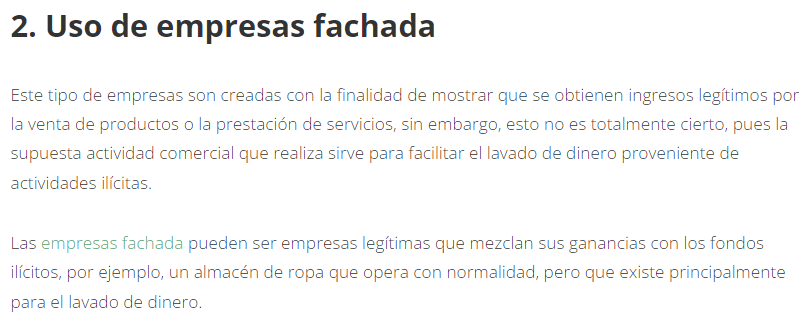 2. Uso de empresas fachada
Este tipo de empresas son creadas con la finalidad de mostrar que se obtienen ingresos legítimos por
la venta de productos o la prestación de servicios, sin embargo, esto no es totalmente cierto, pues la
supuesta actividad comercial que realiza sirve para facilitar el lavado de dinero proveniente de
actividades ilícitas.
Las empresas fachada pueden ser empresas legítimas que mezclan sus ganancias con los fondos
ilícitos, por ejemplo, un almacén de ropa que opera con normalidad, pero que existe principalmente
para el lavado de dinero.